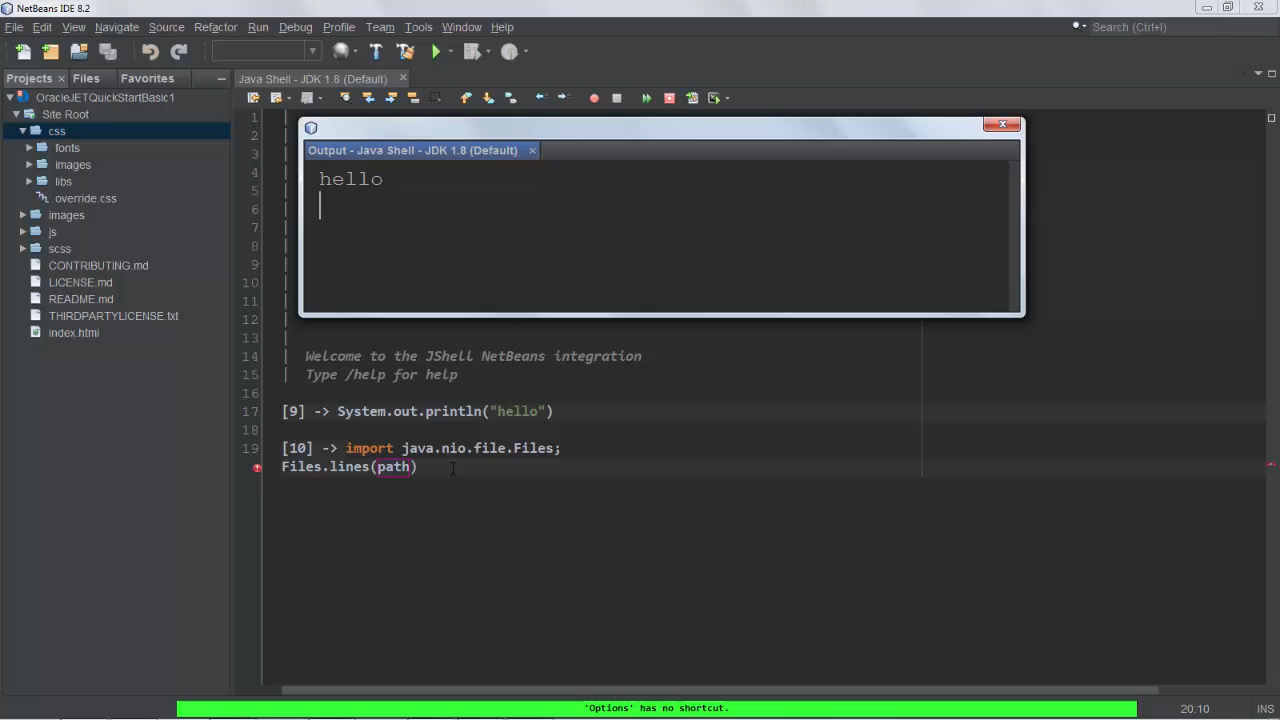 NetBeans IDE 8.2
File Edit View Navigate Source Refactor Run Debug Profile Team Tools Window Help
Search (Ctrl+I)
Projects Files Favorites
Java Shell - JDK 1.8 (Default)
OracleJETQuickStartBasic1
Site Root
css
fonts
images
libs
override.css
images
js
scss
CONTRIBUTING.md
LICENSE.md
README.md
THIRDPARTYLICENSE.txt
index.html
Output - Java Shell - JDK 1.8 (Default)
hello
1 |
2 |
3 |
4 |
5 |
6 |
7 |
8 |
9 |
10 |
11 |
12 |
13 |
14 | Welcome to the JShell NetBeans integration
15 | Type /help for help
16
17 [9] -> System.out.println("hello")
18
19 [10] -> import java.nio.file.Files;
Files.lines(path)
'Options' has no shortcut.
20:10 INS